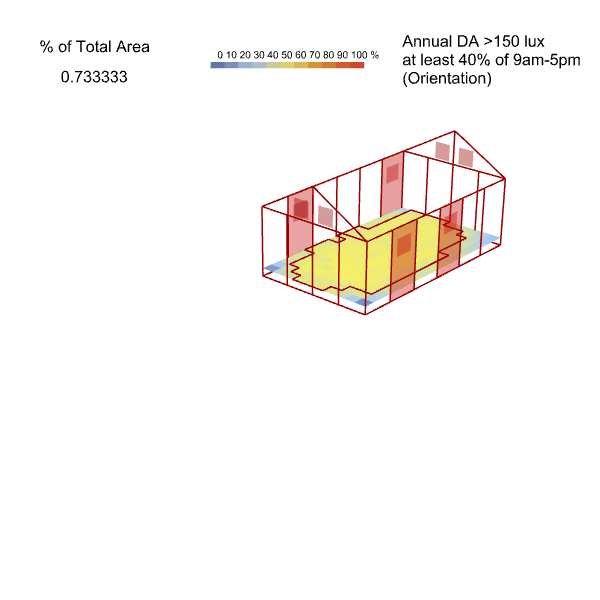 % of Total Area
0.733333
0 10 20 30 40 50 60 70 80 90 100 %
Annual DA >150 lux
at least 40% of 9am-5pm
(Orientation)